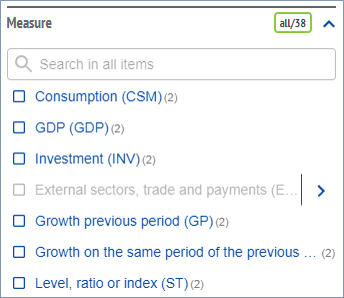 Measure all/38
Search in all items
Consumption (CSM) (2)
GDP (GDP) (2)
Investment (INV) (2)
External sectors, trade and payments (E...
Growth previous period (GP) (2)
Growth on the same period of the previous ... (2)
Level, ratio or index (ST) (2)